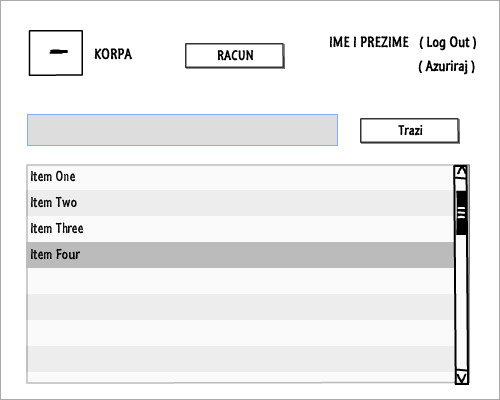 KORPA
RACUN
IME I PREZIME ( Log Out )
( Azuriraj )
Trazi
Item One
Item Two
Item Three
Item Four